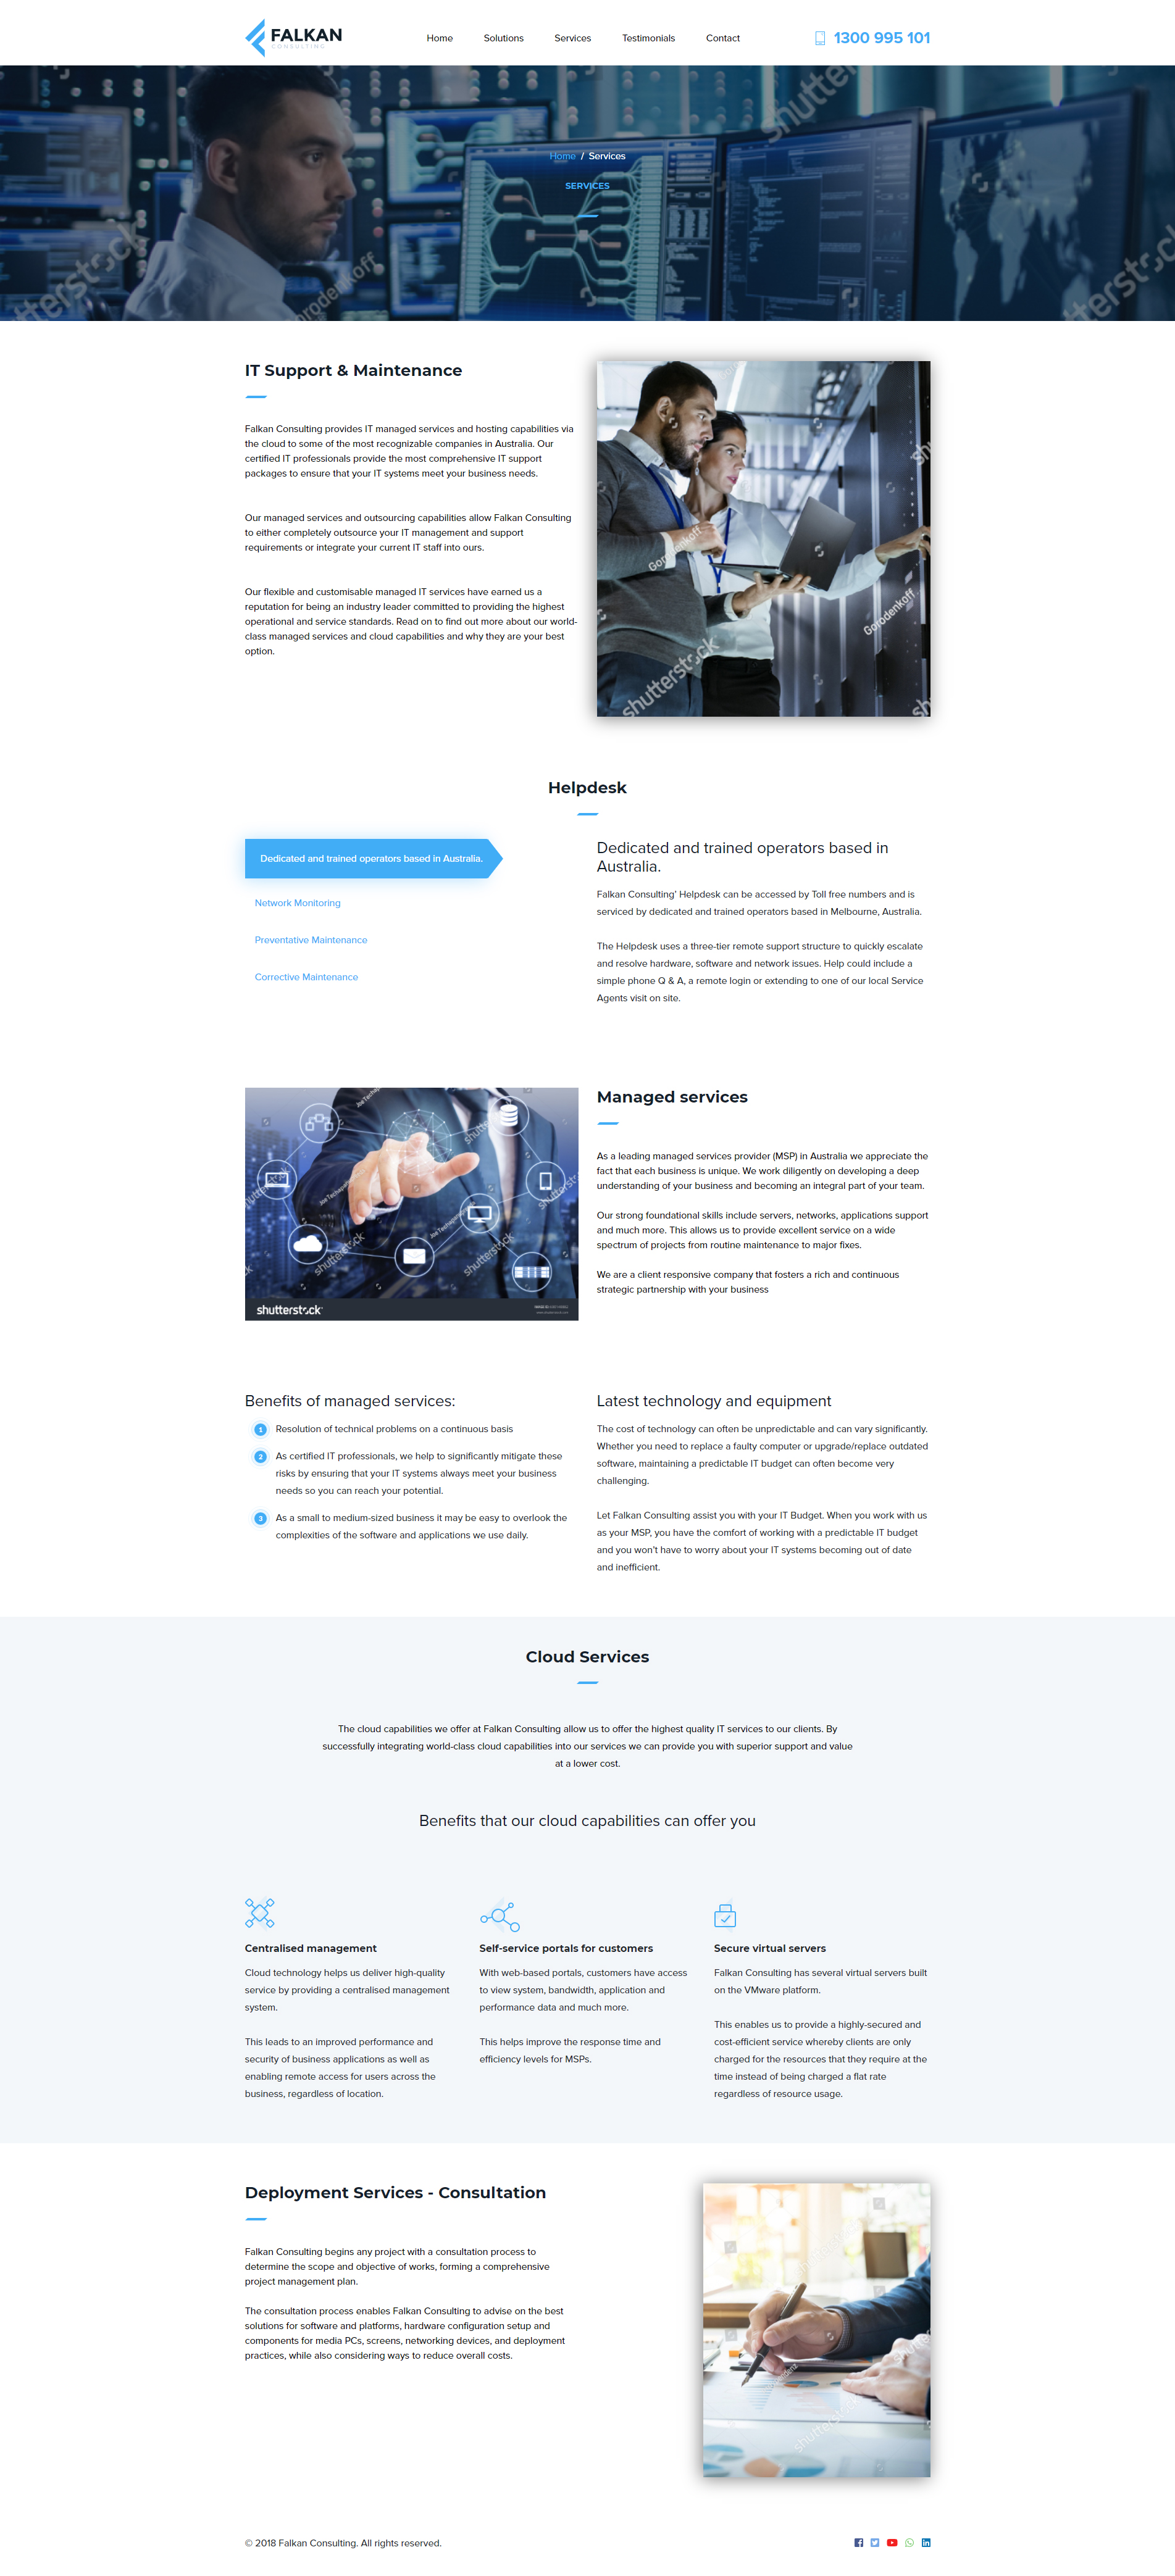 FALKAN
CONSULTING
Home
Solutions
Services
Testimonials
Contact
1300 995 101
Home / Services
SERVICES
shutterstock
Gorodenkoff
IT Support & Maintenance
Falkan Consulting provides IT managed services and hosting capabilities via
the cloud to some of the most recognizable companies in Australia. Our
certified IT professionals provide the most comprehensive IT support
packages to ensure that your IT systems meet your business needs.
Our managed services and outsourcing capabilities allow Falkan Consulting
to either completely outsource your IT management and support
requirements or integrate your current IT staff into ours.
Our flexible and customisable managed IT services have earned us a
reputation for being an industry leader committed to providing the highest
operational and service standards. Read on to find out more about our world-
class managed services and cloud capabilities and why they are your best
option.
Gorodenkoff
Gorodenkoff
shutterstock
Helpdesk
Dedicated and trained operators based in Australia.
Network Monitoring
Preventative Maintenance
Corrective Maintenance
Dedicated and trained operators based in
Australia.
Falkan Consulting' Helpdesk can be accessed by Toll free numbers and is
serviced by dedicated and trained operators based in Melbourne, Australia.
The Helpdesk uses a three-tier remote support structure to quickly escalate
and resolve hardware, software and network issues. Help could include a
simple phone Q & A, a remote login or extending to one of our local Service
Agents visit on site.
shutterstock
shutterstock
shutterstock
Managed services
As a leading managed services provider (MSP) in Australia we appreciate the
fact that each business is unique. We work diligently on developing a deep
understanding of your business and becoming an integral part of your team.
Our strong foundational skills include servers, networks, applications support
and much more. This allows us to provide excellent service on a wide
spectrum of projects from routine maintenance to major fixes.
We are a client responsive company that fosters a rich and continuous
strategic partnership with your business
Benefits of managed services:
1 Resolution of technical problems on a continuous basis
2 As certified IT professionals, we help to significantly mitigate these
risks by ensuring that your IT systems always meet your business
needs so you can reach your potential.
3 As a small to medium-sized business it may be easy to overlook the
complexities of the software and applications we use daily.
Latest technology and equipment
The cost of technology can often be unpredictable and can vary significantly.
Whether you need to replace a faulty computer or upgrade/replace outdated
software, maintaining a predictable IT budget can often become very
challenging.
Let Falkan Consulting assist you with your IT Budget. When you work with us
as your MSP, you have the comfort of working with a predictable IT budget
and you won't have to worry about your IT systems becoming out of date
and inefficient.
Cloud Services
The cloud capabilities we offer at Falkan Consulting allow us to offer the highest quality IT services to our clients. By
successfully integrating world-class cloud capabilities into our services we can provide you with superior support and value
at a lower cost.
Benefits that our cloud capabilities can offer you
Centralised management
Cloud technology helps us deliver high-quality
service by providing a centralised management
system.
This leads to an improved performance and
security of business applications as well as
enabling remote access for users across the
business, regardless of location.
Self-service portals for customers
With web-based portals, customers have access
to view system, bandwidth, application and
performance data and much more.
This helps improve the response time and
efficiency levels for MSPs.
Secure virtual servers
Falkan Consulting has several virtual servers built
on the VMware platform.
This enables us to provide a highly-secured and
cost-efficient service whereby clients are only
charged for the resources that they require at the
time instead of being charged a flat rate
regardless of resource usage.
Deployment Services - Consultation
Falkan Consulting begins any project with a consultation process to
determine the scope and objective of works, forming a comprehensive
project management plan.
The consultation process enables Falkan Consulting to advise on the best
solutions for software and platforms, hardware configuration setup and
components for media PCs, screens, networking devices, and deployment
practices, while also considering ways to reduce overall costs.
shutterstock
© 2018 Falkan Consulting. All rights reserved.